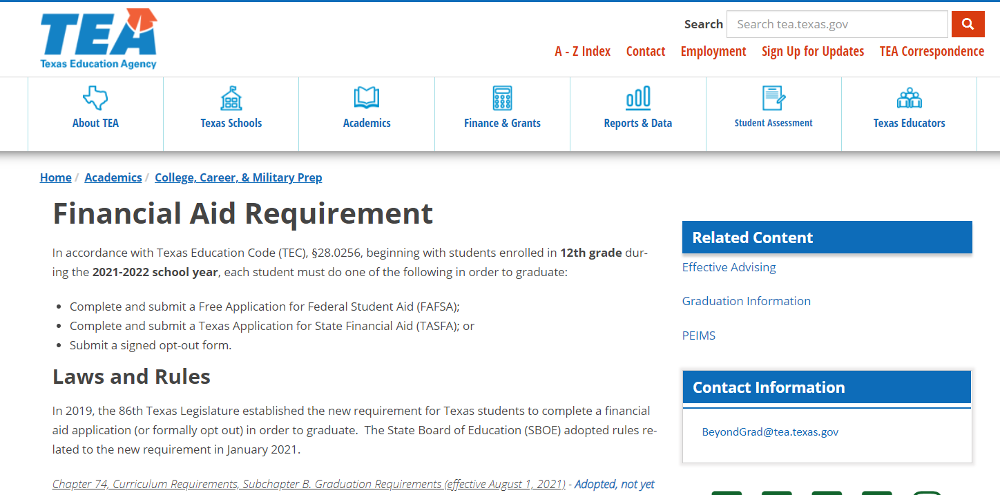 TEA
Texas Education Agency
Search
Search tea.texas.gov
A - Z Index
Contact
Employment
Sign Up for Updates
TEA Correspondence
About TEA
Texas Schools
Academics
Finance & Grants
Reports & Data
Student Assessment
Texas Educators
Home / Academics / College, Career, & Military Prep
Financial Aid Requirement
In accordance with Texas Education Code (TEC), §28.0256, beginning with students enrolled in 12th grade dur-
ing the 2021-2022 school year, each student must do one of the following in order to graduate:
• Complete and submit a Free Application for Federal Student Aid (FAFSA);
• Complete and submit a Texas Application for State Financial Aid (TASFA); or
• Submit a signed opt-out form.
Laws and Rules
In 2019, the 86th Texas Legislature established the new requirement for Texas students to complete a financial
aid application (or formally opt out) in order to graduate.  The State Board of Education (SBOE) adopted rules re-
lated to the new requirement in January 2021.
Chapter 74, Curriculum Requirements, Subchapter B. Graduation Requirements (effective August 1, 2021) - Adopted, not yet
Related Content
Effective Advising
Graduation Information
PEIMS
Contact Information
BeyondGrad@tea.texas.gov